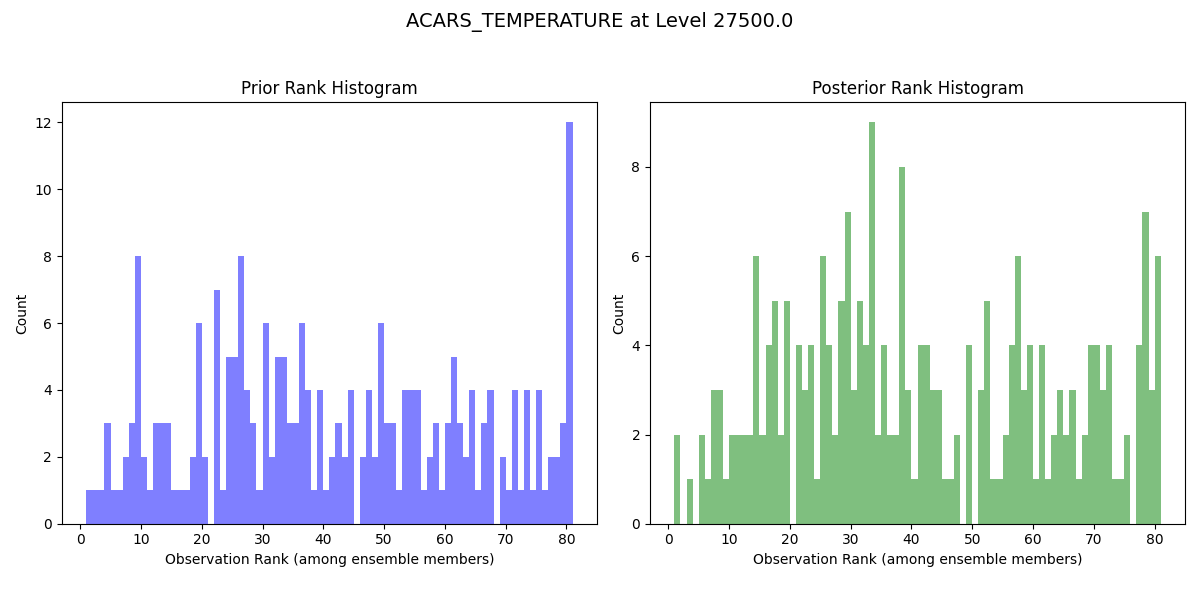 ACARS_TEMPERATURE at Level 27500.0
Prior Rank Histogram
Count
12
10
8
6
4
2
0
0 10 20 30 40 50 60 70 80
Observation Rank (among ensemble members)
Posterior Rank Histogram
Count
8
6
4
2
0
0 10 20 30 40 50 60 70 80
Observation Rank (among ensemble members)